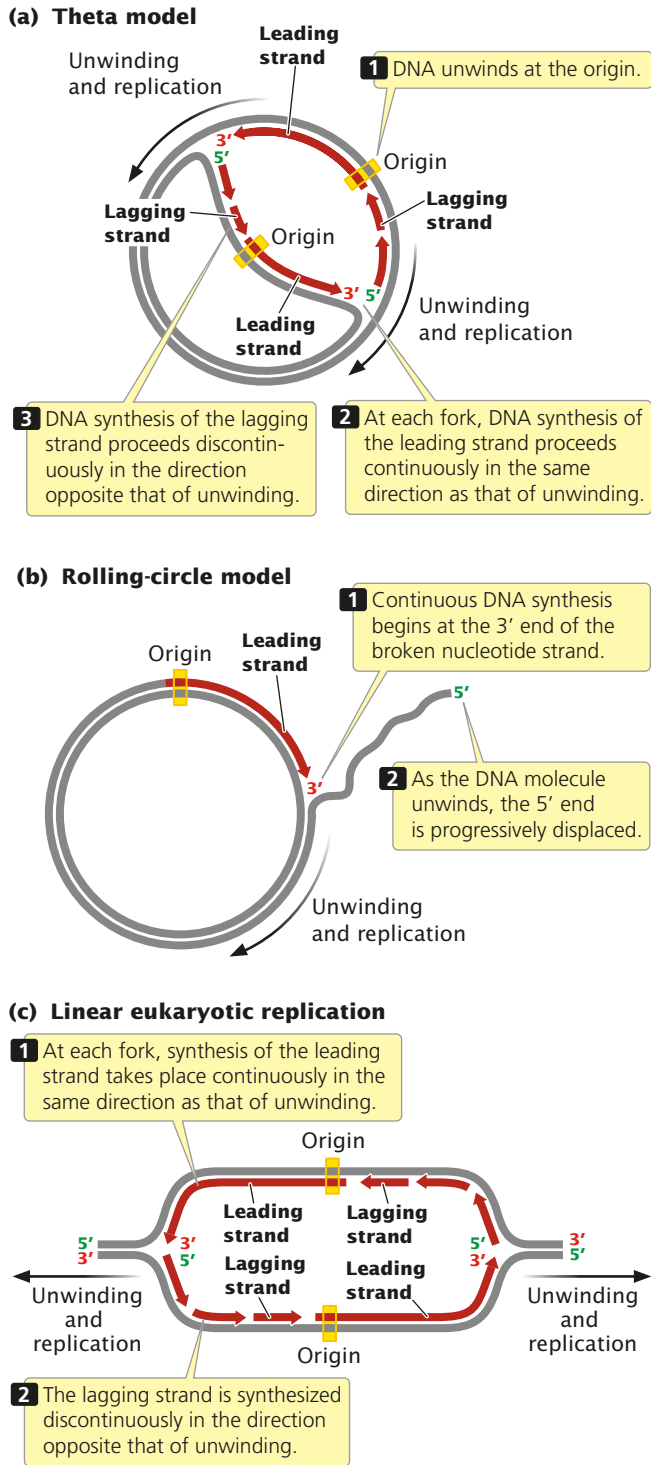 (a) Theta model
Unwinding
and replication
Leading
strand
1 DNA unwinds at the origin.
3′
5′
Origin
Lagging
strand
Lagging
strand
Origin
3′ 5′
Leading
strand
Unwinding
and replication
3 DNA synthesis of the lagging
strand proceeds discontin-
uously in the direction
opposite that of unwinding.
2 At each fork, DNA synthesis of
the leading strand proceeds
continuously in the same
direction as that of unwinding.
(b) Rolling-circle model
1 Continuous DNA synthesis
begins at the 3′ end of the
broken nucleotide strand.
Origin
Leading
strand
5′
3′
2 As the DNA molecule
unwinds, the 5′ end
is progressively displaced.
Unwinding
and replication
(c) Linear eukaryotic replication
1 At each fork, synthesis of the leading
strand takes place continuously in the
same direction as that of unwinding.
Origin
Leading
strand
Lagging
strand
5′
3′
3′
5′
5′
3′
3′
5′
Lagging
strand
Leading
strand
Unwinding
and
replication
Origin
Unwinding
and
replication
2 The lagging strand is synthesized
discontinuously in the direction
opposite that of unwinding.